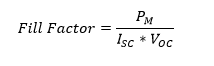 Fill Factor = P_M / (I_SC * V_OC)